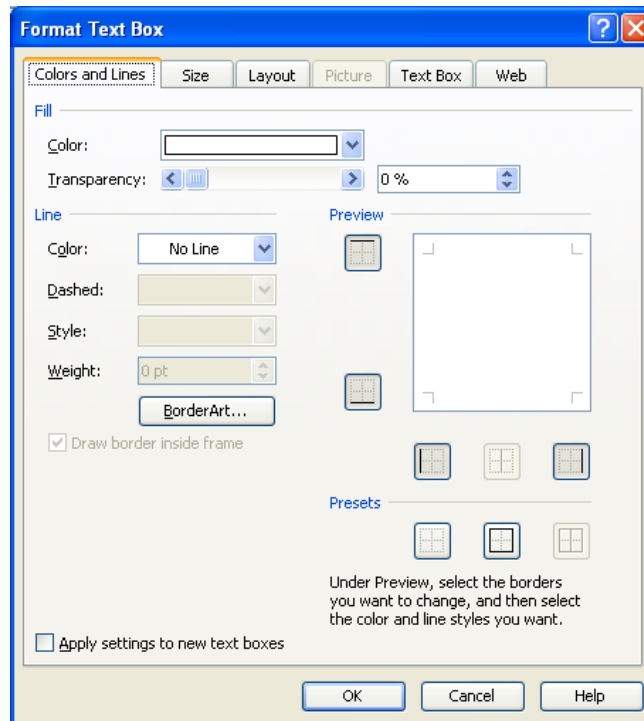 Format Text Box
Colors and Lines Size Layout Picture Text Box Web
Fill
Color:
Transparency: 0 %
Line
Color: No Line
Dashed:
Style:
Weight: 0 pt
BorderArt...
Draw border inside frame
Preview
Presets
Under Preview, select the borders
you want to change, and then select
the color and line styles you want.
Apply settings to new text boxes
OK Cancel Help